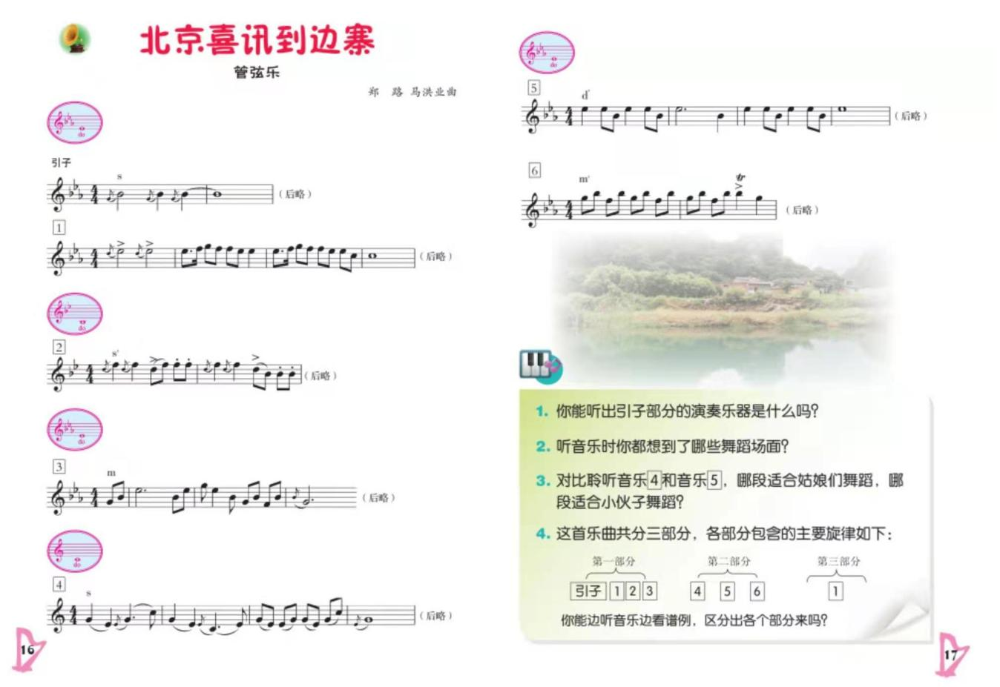 北京喜讯到边寨
管弦乐
郑 路 马洪业曲
do
引子
s
(后略)
1
(后略)
do
2
s'
(后略)
do
3
m
(后略)
do
4
s
(后略)
16
do
5
d'
(后略)
6
m'
tr
(后略)
1. 你能听出引子部分的演奏乐器是什么吗?
2. 听音乐时你都想到了哪些舞蹈场面?
3. 对比聆听音乐4和音乐5，哪段适合姑娘们舞蹈，哪
段适合小伙子舞蹈?
4. 这首乐曲共分三部分，各部分包含的主要旋律如下:
第一部分 第二部分 第三部分
引子 1 2 3 4 5 6 1
你能边听音乐边看谱例，区分出各个部分来吗?
17